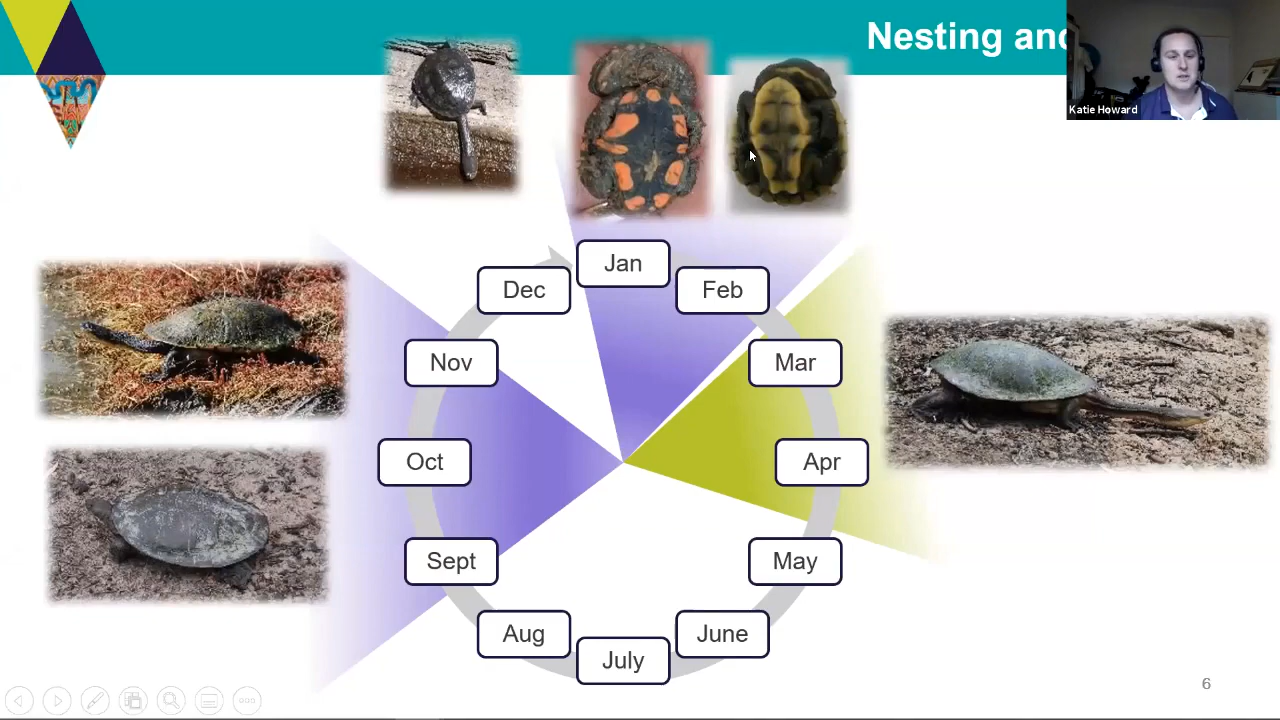 Nesting and
Katie Howard
Jan
Dec
Feb
Nov
Mar
Oct
Apr
Sept
May
Aug
June
July
6